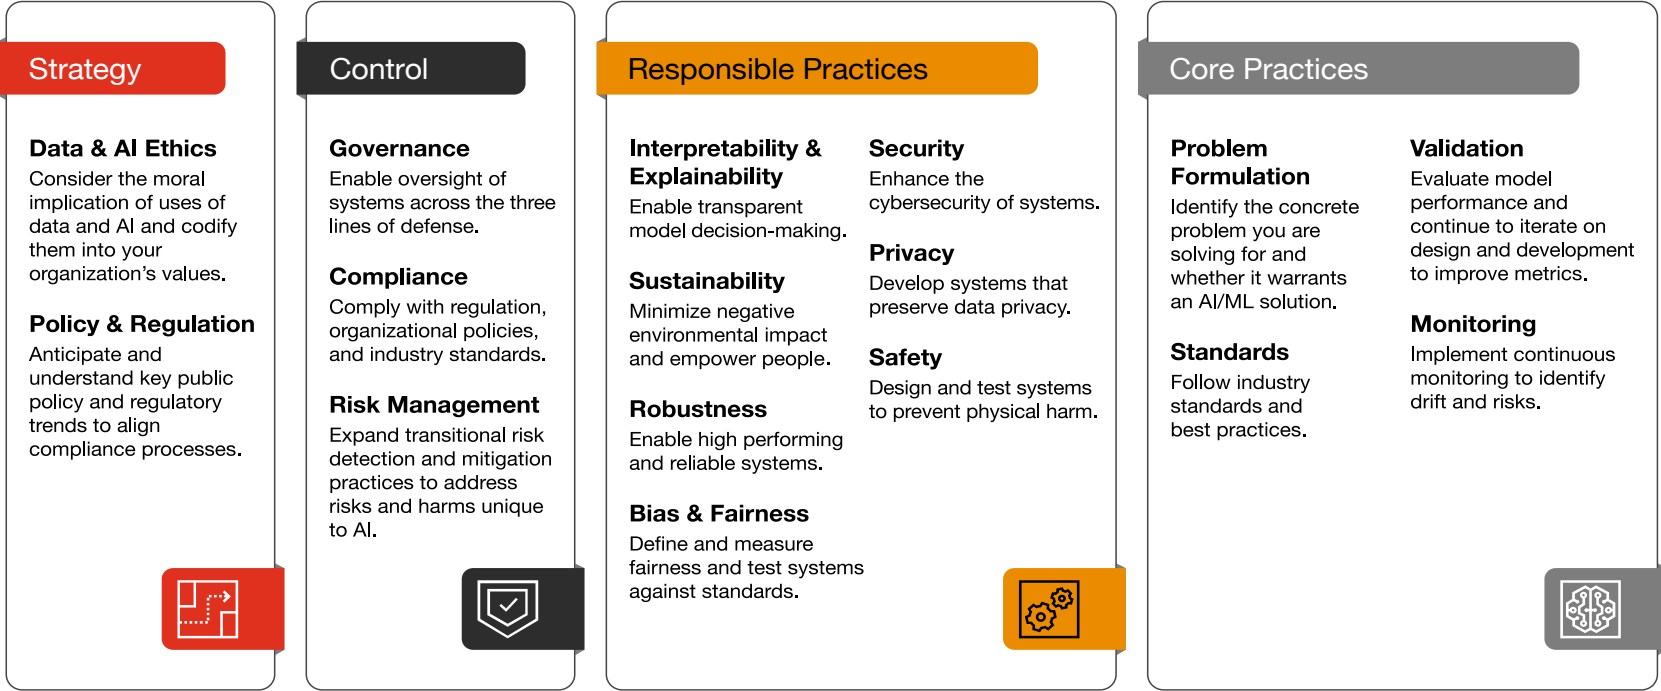 Strategy
Data & AI Ethics
Consider the moral
implication of uses of
data and AI and codify
them into your
organization's values.
Policy & Regulation
Anticipate and
understand key public
policy and regulatory
trends to align
compliance processes.
Control
Governance
Enable oversight of
systems across the three
lines of defense.
Compliance
Comply with regulation,
organizational policies,
and industry standards.
Risk Management
Expand transitional risk
detection and mitigation
practices to address
risks and harms unique
to AI.
Responsible Practices
Interpretability &
Explainability
Enable transparent
model decision-making.
Sustainability
Minimize negative
environmental impact
and empower people.
Robustness
Enable high performing
and reliable systems.
Bias & Fairness
Define and measure
fairness and test systems
against standards.
Security
Enhance the
cybersecurity of systems.
Privacy
Develop systems that
preserve data privacy.
Safety
Design and test systems
to prevent physical harm.
Core Practices
Problem
Formulation
Identify the concrete
problem you are
solving for and
whether it warrants
an AI/ML solution.
Standards
Follow industry
standards and
best practices.
Validation
Evaluate model
performance and
continue to iterate on
design and development
to improve metrics.
Monitoring
Implement continuous
monitoring to identify
drift and risks.